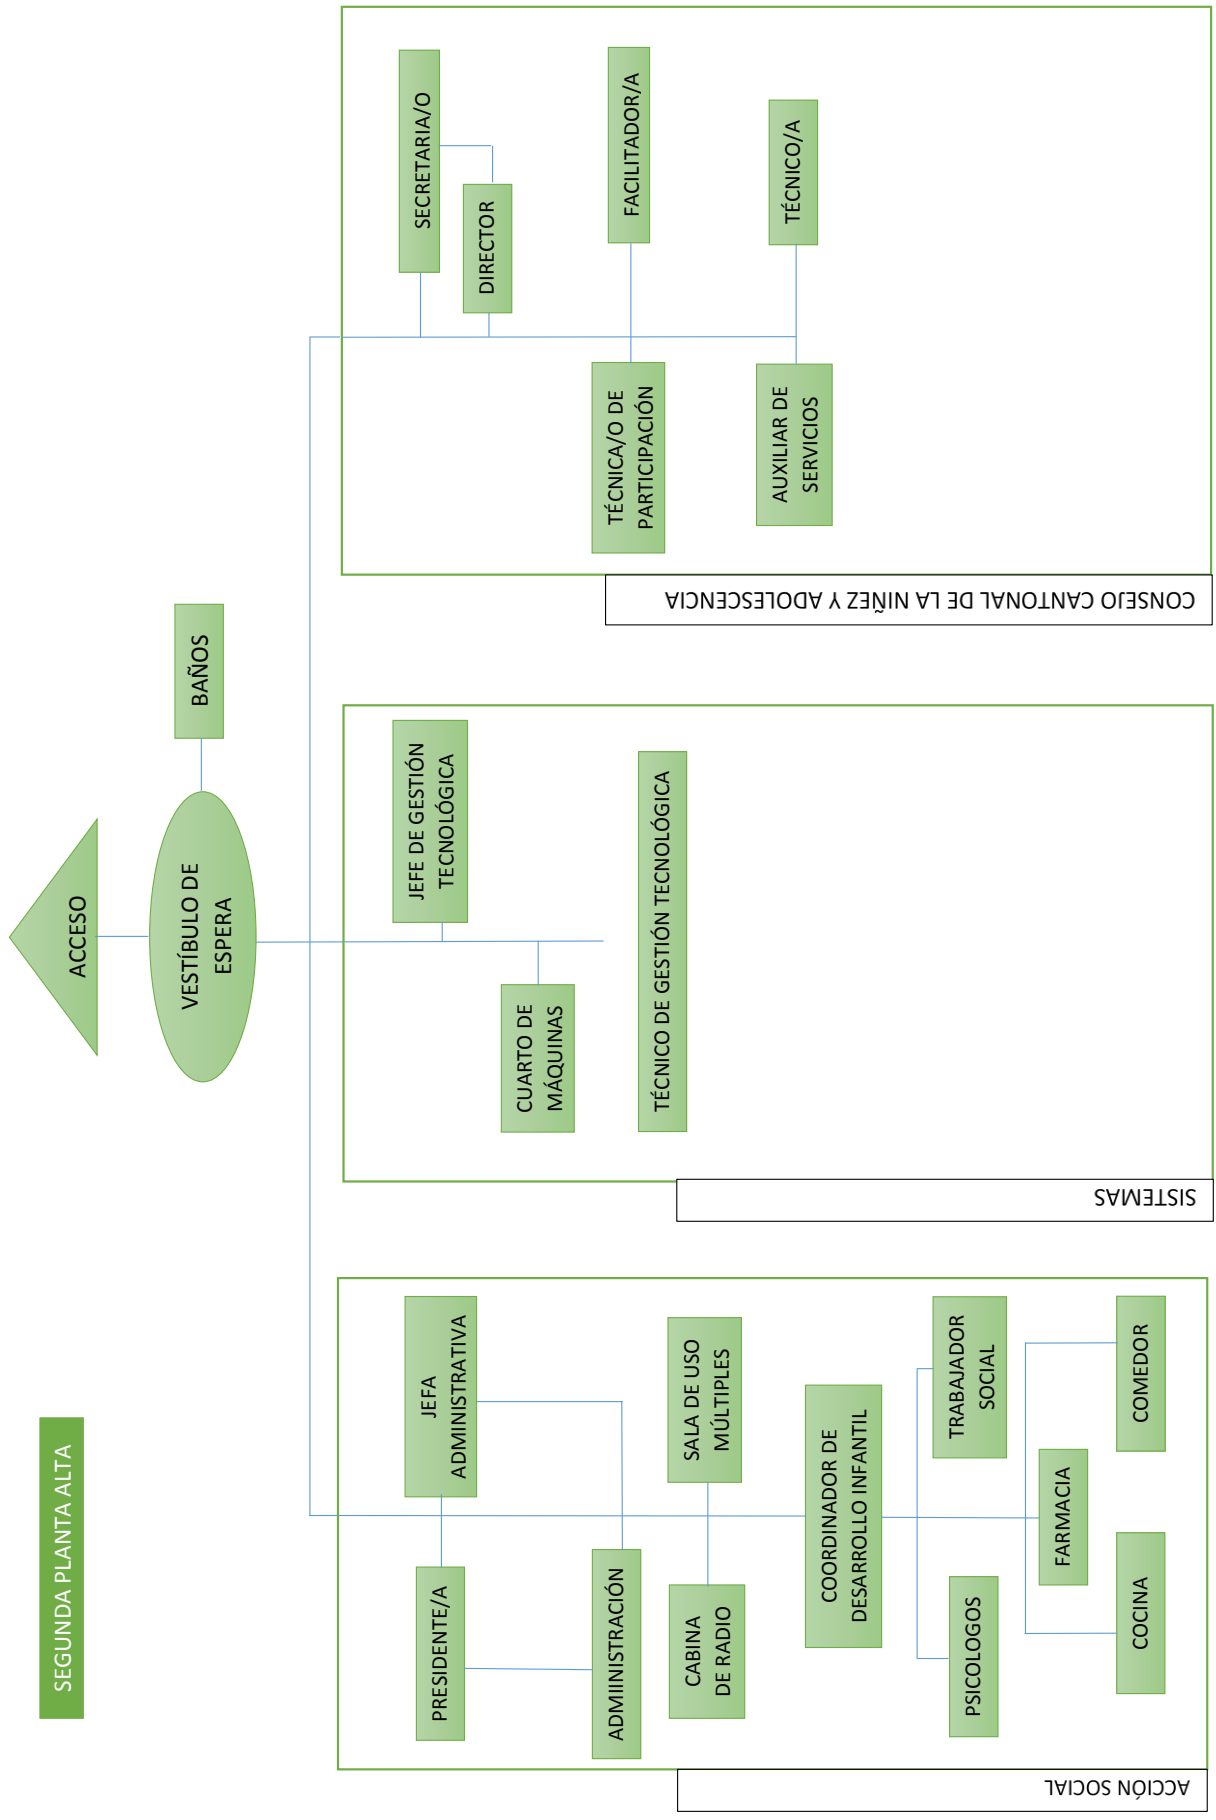 SEGUNDA PLANTA ALTA
ACCESO
VESTÍBULO DE
ESPERA
BAÑOS
ACCIÓN SOCIAL
PRESIDENTE/A
JEFA
ADMINISTRATIVA
ADMIINISTRACIÓN
CABINA
DE RADIO
SALA DE USO
MÚLTIPLES
COORDINADOR DE
DESARROLLO INFANTIL
PSICOLOGOS
TRABAJADOR
SOCIAL
FARMACIA
COCINA
COMEDOR
SISTEMAS
JEFE DE GESTIÓN
TECNOLÓGICA
CUARTO DE
MÁQUINAS
TÉCNICO DE GESTIÓN TECNOLÓGICA
CONSEJO CANTONAL DE LA NIÑEZ Y ADOLESCENCIA
SECRETARIA/O
DIRECTOR
TÉCNICA/O DE
PARTICIPACIÓN
FACILITADOR/A
AUXILIAR DE
SERVICIOS
TÉCNICO/A